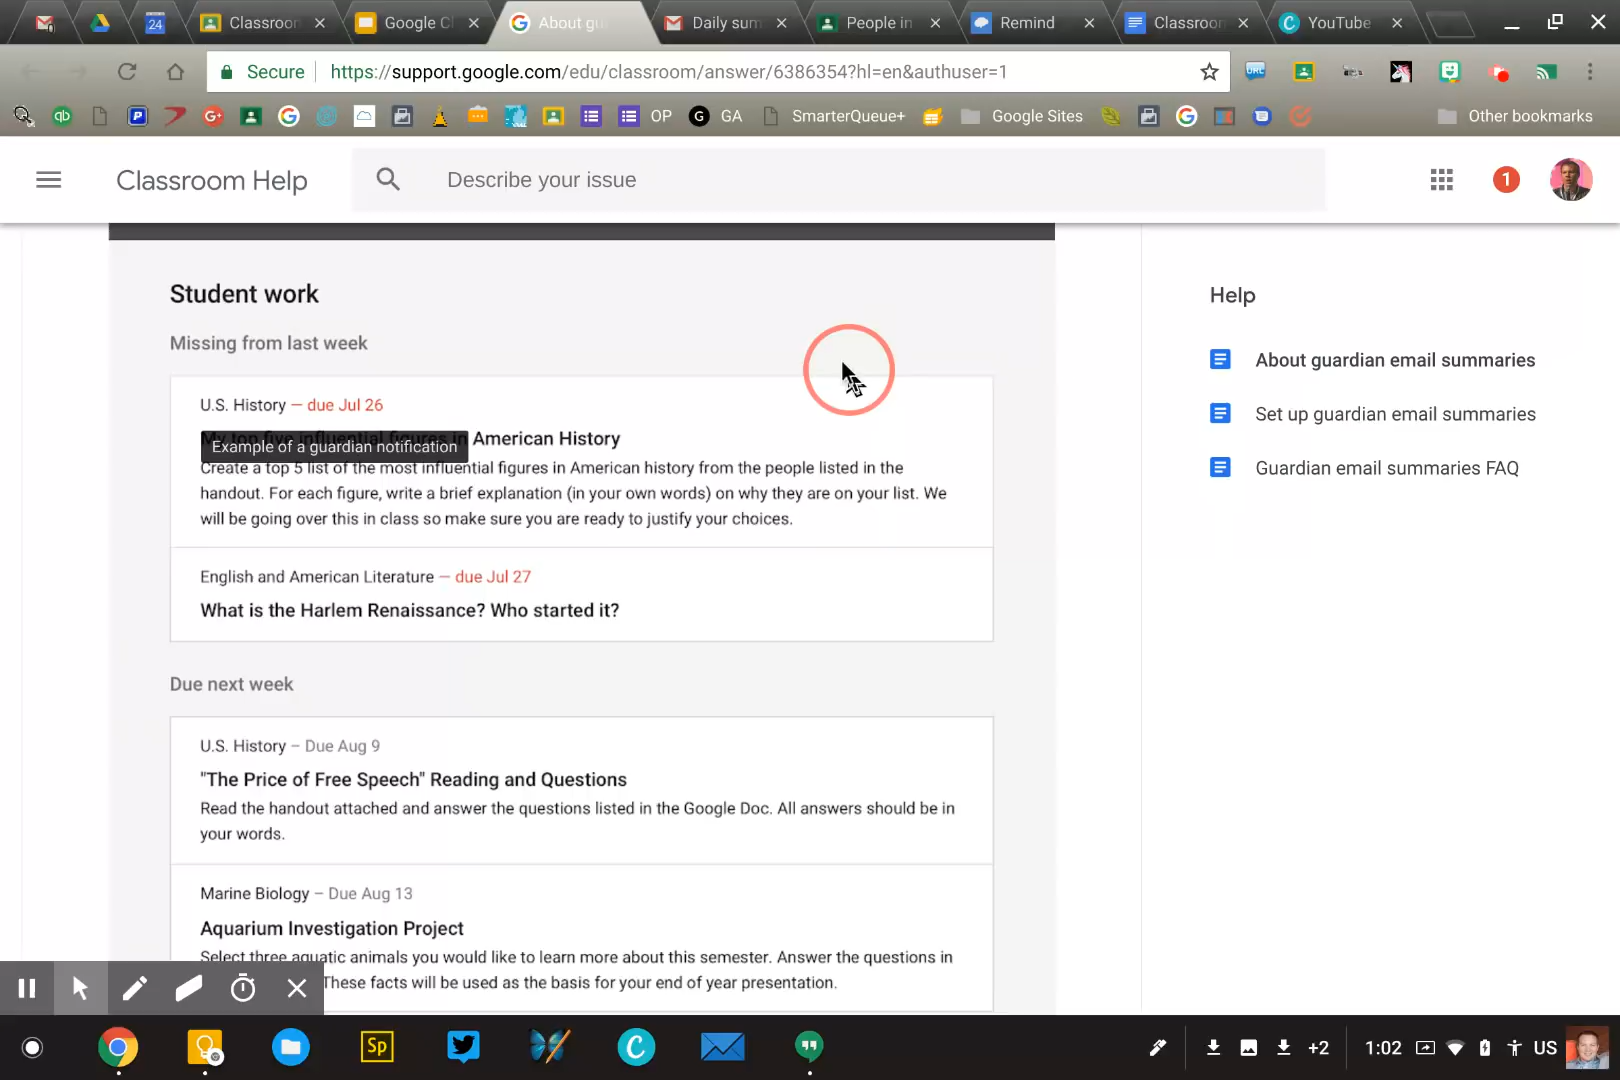 24
Classroom
Google Cl
About gu
Daily sum
People in
Remind
Classroom
YouTube
Secure
https://support.google.com/edu/classroom/answer/6386354?hl=en&authuser=1
OP
GA
SmarterQueue+
Google Sites
Other bookmarks
Classroom Help
Describe your issue
1
Student work
Missing from last week
U.S. History – due Jul 26
My top five influential figures in American History
Example of a guardian notification
Create a top 5 list of the most influential figures in American history from the people listed in the
handout. For each figure, write a brief explanation (in your own words) on why they are on your list. We
will be going over this in class so make sure you are ready to justify your choices.
English and American Literature – due Jul 27
What is the Harlem Renaissance? Who started it?
Due next week
U.S. History – Due Aug 9
"The Price of Free Speech" Reading and Questions
Read the handout attached and answer the questions listed in the Google Doc. All answers should be in
your words.
Marine Biology – Due Aug 13
Aquarium Investigation Project
Select three aquatic animals you would like to learn more about this semester. Answer the questions in
These facts will be used as the basis for your end of year presentation.
Help
About guardian email summaries
Set up guardian email summaries
Guardian email summaries FAQ
Sp
+2
1:02
US